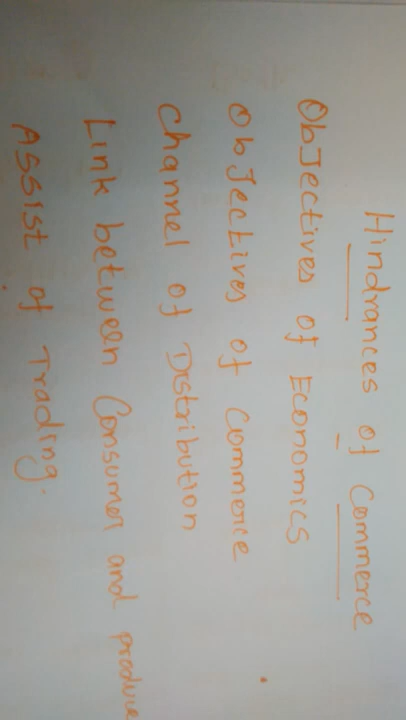 Hindrances of Commerce
Objectives of Economics
Objectives of Commerce
Channel of Distribution
Link between Consumer and produce
Assist of Trading.